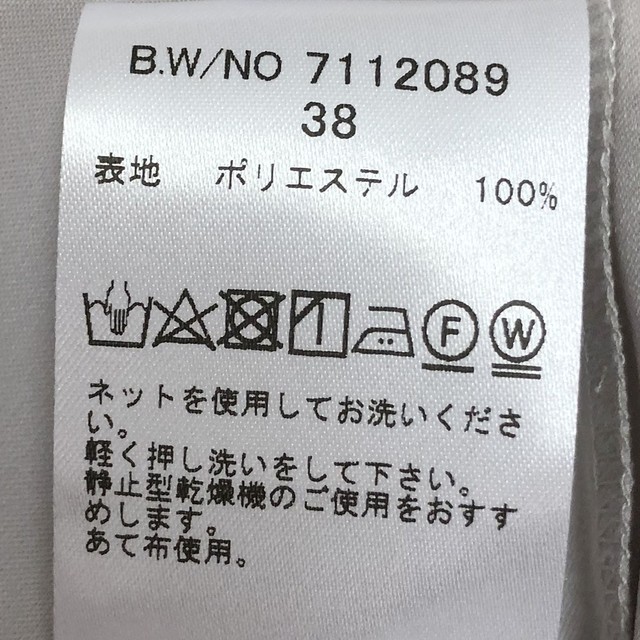 B.W/NO 7112089
38
表地 ポリエステル 100%
F W
ネットを使用してお洗いくださ
い。
軽く押し洗いをして下さい。
静止型乾燥機のご使用をおすす
めします。
あて布使用。